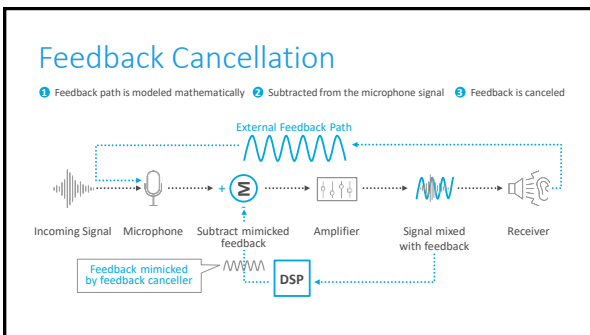 Feedback Cancellation
1 Feedback path is modeled mathematically 2 Subtracted from the microphone signal 3 Feedback is canceled
External Feedback Path
+ Σ
Incoming Signal Microphone Subtract mimicked Amplifier Signal mixed Receiver
feedback with feedback
Feedback mimicked
by feedback canceller
DSP